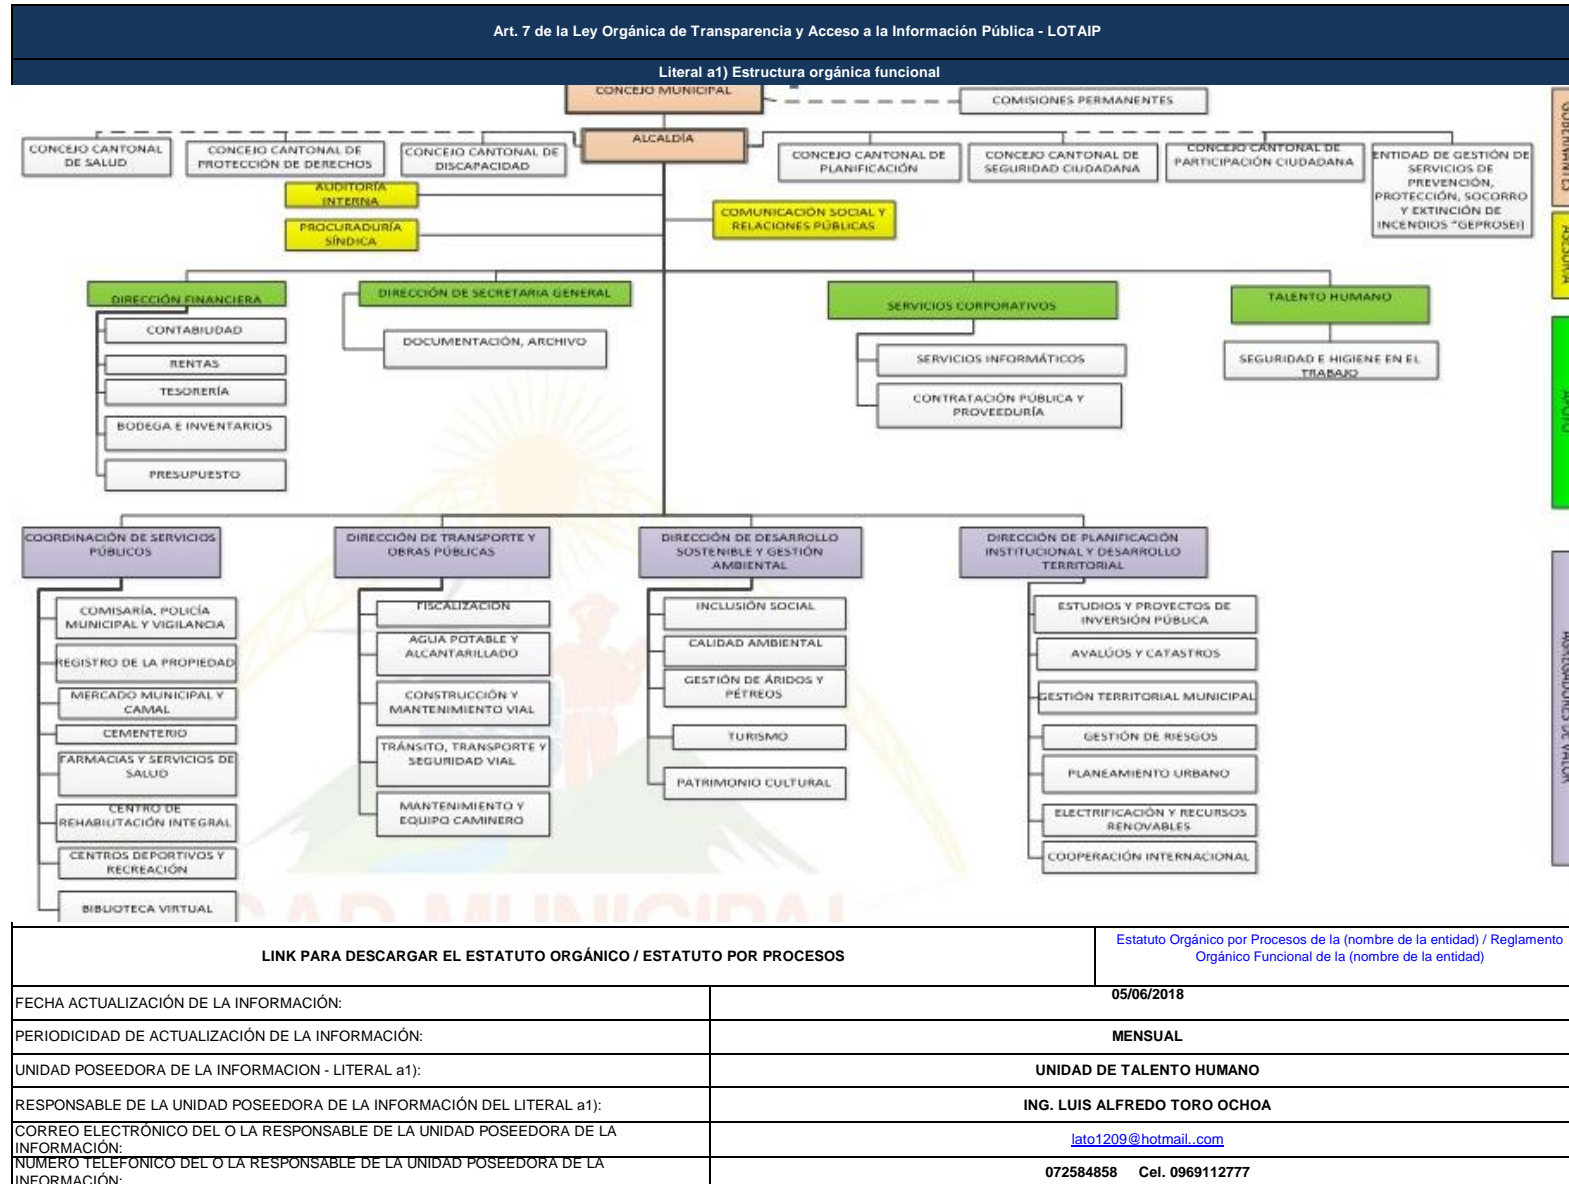 Art. 7 de la Ley Orgánica de Transparencia y Acceso a la Información Pública - LOTAIP
Literal a1) Estructura orgánica funcional
CONCEJO MUNICIPAL
COMISIONES PERMANENTES
ALCALDÍA
CONCEJO CANTONAL
DE SALUD
CONCEJO CANTONAL DE
PROTECCIÓN DE DERECHOS
CONCEJO CANTONAL DE
DISCAPACIDAD
CONCEJO CANTONAL DE
PLANIFICACIÓN
CONCEJO CANTONAL DE
SEGURIDAD CIUDADANA
CONCEJO CANTONAL DE
PARTICIPACIÓN CIUDADANA
ENTIDAD DE GESTIÓN DE
SERVICIOS DE
PREVENCIÓN,
PROTECCIÓN, SOCORRO
Y EXTINCIÓN DE
INCENDIOS "GEPROSEI]
GOBERNANTES
AUDITORÍA
INTERNA
PROCURADURÍA
SÍNDICA
COMUNICACIÓN SOCIAL Y
RELACIONES PÚBLICAS
ASESORIA
DIRECCIÓN FINANCIERA
CONTABILIDAD
RENTAS
TESORERÍA
BODEGA E INVENTARIOS
PRESUPUESTO
DIRECCIÓN DE SECRETARIA GENERAL
DOCUMENTACIÓN, ARCHIVO
SERVICIOS CORPORATIVOS
SERVICIOS INFORMÁTICOS
CONTRATACIÓN PÚBLICA Y
PROVEEDURÍA
TALENTO HUMANO
SEGURIDAD E HIGIENE EN EL
TRABAJO
APOYO
COORDINACIÓN DE SERVICIOS
PÚBLICOS
COMISARÍA, POLICÍA
MUNICIPAL Y VIGILANCIA
REGISTRO DE LA PROPIEDAD
MERCADO MUNICIPAL Y
CAMAL
CEMENTERIO
FARMACIAS Y SERVICIOS DE
SALUD
CENTRO DE
REHABILITACIÓN INTEGRAL
CENTROS DEPORTIVOS Y
RECREACIÓN
BIBLIOTECA VIRTUAL
DIRECCIÓN DE TRANSPORTE Y
OBRAS PÚBLICAS
FISCALIZACIÓN
AGUA POTABLE Y
ALCANTARILLADO
CONSTRUCCIÓN Y
MANTENIMIENTO VIAL
TRÁNSITO, TRANSPORTE Y
SEGURIDAD VIAL
MANTENIMIENTO Y
EQUIPO CAMINERO
DIRECCIÓN DE DESARROLLO
SOSTENIBLE Y GESTIÓN
AMBIENTAL
INCLUSIÓN SOCIAL
CALIDAD AMBIENTAL
GESTIÓN DE ÁRIDOS Y
PÉTREOS
TURISMO
PATRIMONIO CULTURAL
DIRECCIÓN DE PLANIFICACIÓN
INSTITUCIONAL Y DESARROLLO
TERRITORIAL
ESTUDIOS Y PROYECTOS DE
INVERSIÓN PÚBLICA
AVALÚOS Y CATASTROS
GESTIÓN TERRITORIAL MUNICIPAL
GESTIÓN DE RIESGOS
PLANEAMIENTO URBANO
ELECTRIFICACIÓN Y RECURSOS
RENOVABLES
COOPERACIÓN INTERNACIONAL
AGREGADORES DE VALOR
GAD MUNICIPAL
LINK PARA DESCARGAR EL ESTATUTO ORGÁNICO / ESTATUTO POR PROCESOS
Estatuto Orgánico por Procesos de la (nombre de la entidad) / Reglamento
Orgánico Funcional de la (nombre de la entidad)
FECHA ACTUALIZACIÓN DE LA INFORMACIÓN:
05/06/2018
PERIODICIDAD DE ACTUALIZACIÓN DE LA INFORMACIÓN:
MENSUAL
UNIDAD POSEEDORA DE LA INFORMACION - LITERAL a1):
UNIDAD DE TALENTO HUMANO
RESPONSABLE DE LA UNIDAD POSEEDORA DE LA INFORMACIÓN DEL LITERAL a1):
ING. LUIS ALFREDO TORO OCHOA
CORREO ELECTRÓNICO DEL O LA RESPONSABLE DE LA UNIDAD POSEEDORA DE LA
INFORMACIÓN:
lato1209@hotmail..com
NÚMERO TELEFÓNICO DEL O LA RESPONSABLE DE LA UNIDAD POSEEDORA DE LA
INFORMACIÓN:
072584858 Cel. 0969112777